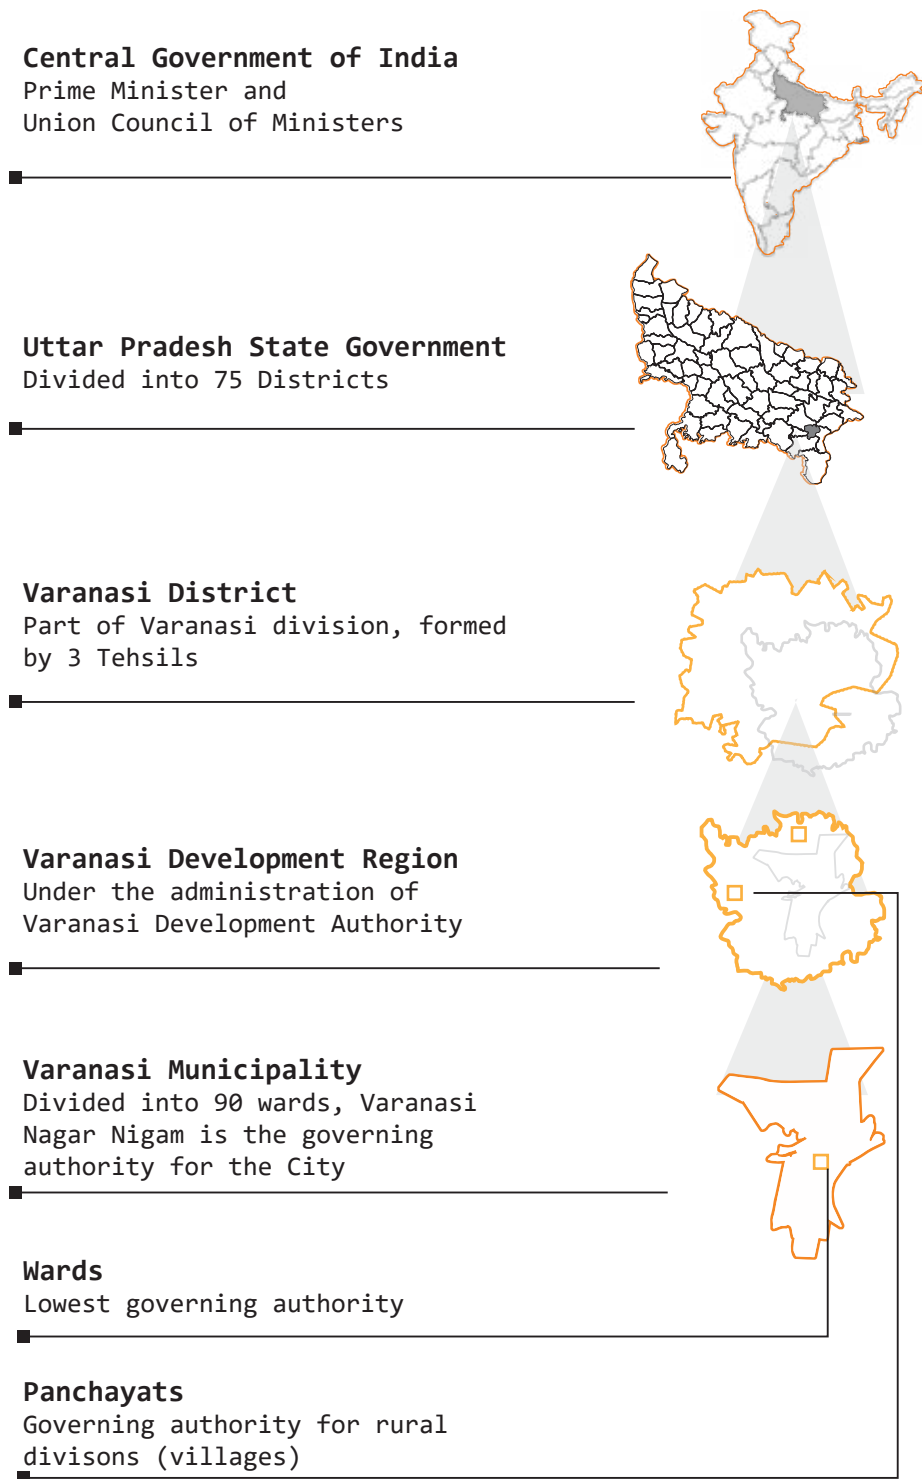 Central Government of India
Prime Minister and
Union Council of Ministers
Uttar Pradesh State Government
Divided into 75 Districts
Varanasi District
Part of Varanasi division, formed
by 3 Tehsils
Varanasi Development Region
Under the administration of
Varanasi Development Authority
Varanasi Municipality
Divided into 90 wards, Varanasi
Nagar Nigam is the governing
authority for the City
Wards
Lowest governing authority
Panchayats
Governing authority for rural
divisons (villages)